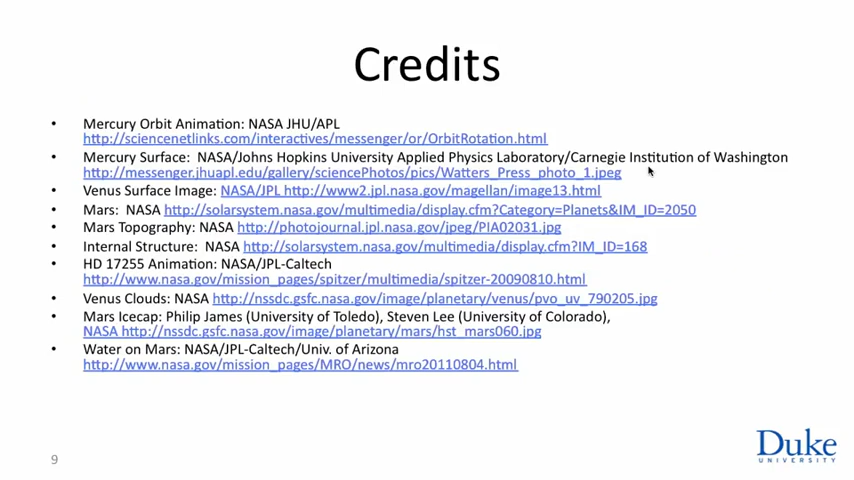 Credits
• Mercury Orbit Animation: NASA JHU/APL
http://sciencenetlinks.com/interactives/messenger/or/OrbitRotation.html
• Mercury Surface: NASA/Johns Hopkins University Applied Physics Laboratory/Carnegie Institution of Washington
http://messenger.jhuapl.edu/gallery/sciencePhotos/pics/Watters_Press_photo_1.jpeg
• Venus Surface Image: NASA/JPL http://www2.jpl.nasa.gov/magellan/image13.html
• Mars: NASA http://solarsystem.nasa.gov/multimedia/display.cfm?Category=Planets&IM_ID=2050
• Mars Topography: NASA http://photojournal.jpl.nasa.gov/jpeg/PIA02031.jpg
• Internal Structure: NASA http://solarsystem.nasa.gov/multimedia/display.cfm?IM_ID=168
• HD 17255 Animation: NASA/JPL-Caltech
http://www.nasa.gov/mission_pages/spitzer/multimedia/spitzer-20090810.html
• Venus Clouds: NASA http://nssdc.gsfc.nasa.gov/image/planetary/venus/pvo_uv_790205.jpg
• Mars Icecap: Philip James (University of Toledo), Steven Lee (University of Colorado),
NASA http://nssdc.gsfc.nasa.gov/image/planetary/mars/hst_mars060.jpg
• Water on Mars: NASA/JPL-Caltech/Univ. of Arizona
http://www.nasa.gov/mission_pages/MRO/news/mro20110804.html
9
Duke
UNIVERSITY